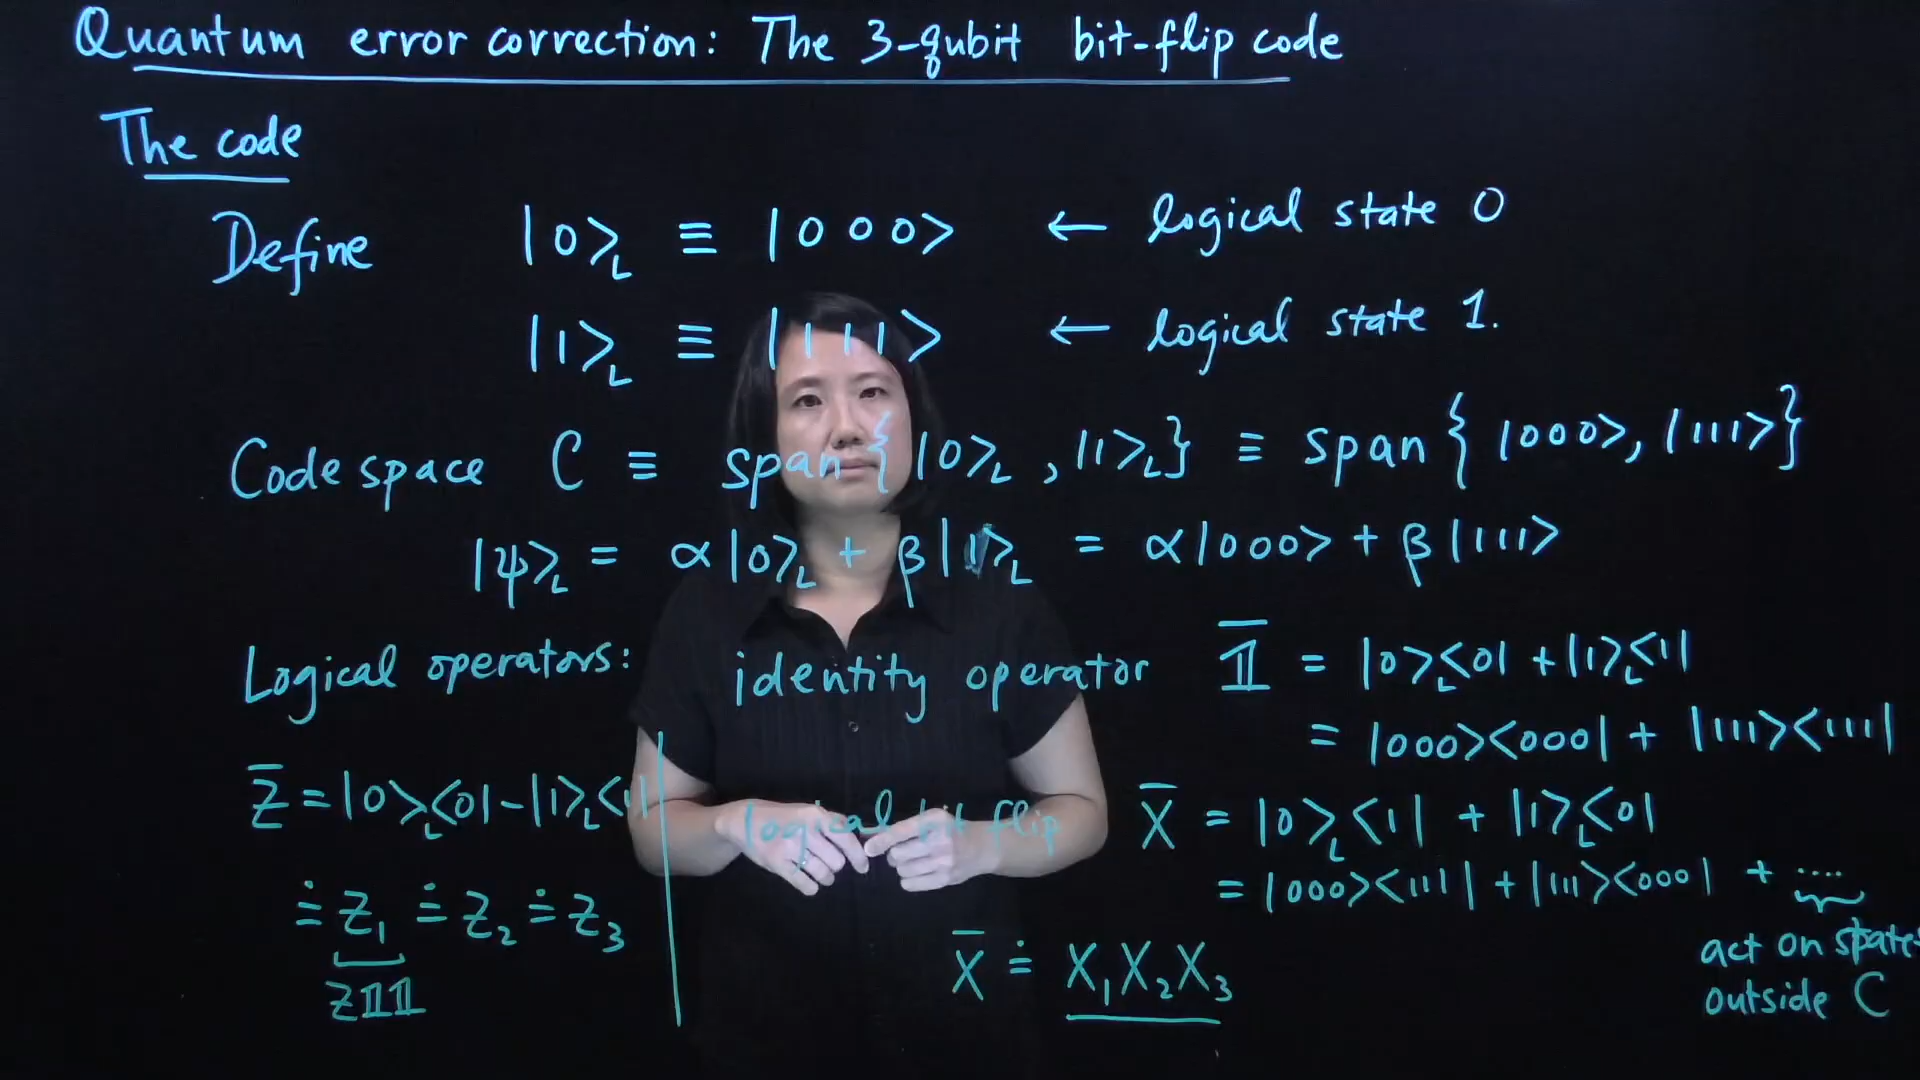 Quantum error correction: The 3-qubit bit-flip code
The code
Define |0⟩_L ≡ |000⟩ ← logical state 0
|1⟩_L ≡ |111⟩ ← logical state 1.
Code space C ≡ span{|0⟩_L, |1⟩_L} ≡ span{|000⟩, |111⟩}
|ψ⟩_L = α|0⟩_L + β|1⟩_L = α|000⟩ + β|111⟩
Logical operators: identity operator 𝟙̅ = |0⟩_L⟨0| + |1⟩_L⟨1|
= |000⟩⟨000| + |111⟩⟨111|
Z̅ = |0⟩_L⟨0| - |1⟩_L⟨1|
≐ Z₁ ≐ Z₂ ≐ Z₃
Z𝟙𝟙
logical bit flip X̅ = |0⟩_L⟨1| + |1⟩_L⟨0|
= |000⟩⟨111| + |111⟩⟨000| + ....
act on states
outside C
X̅ ≐ X₁X₂X₃